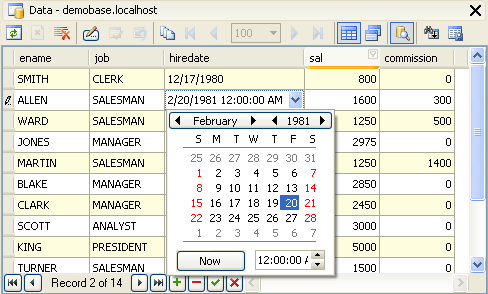 Data - demobase.localhost
100
ename job hiredate sal commission
SMITH CLERK 12/17/1980 800 0
ALLEN SALESMAN 2/20/1981 12:00:00 AM 1600 300
WARD SALESMAN 1250 500
JONES MANAGER 2975 0
MARTIN SALESMAN 1250 1400
BLAKE MANAGER 2850 0
CLARK MANAGER 2450 0
SCOTT ANALYST 3000 0
KING PRESIDENT 5000 0
TURNER SALESMAN 1500 0
February 1981
S M T W T F S
25 26 27 28 29 30 31
1 2 3 4 5 6 7
8 9 10 11 12 13 14
15 16 17 18 19 20 21
22 23 24 25 26 27 28
1 2 3 4 5 6 7
Now 12:00:00 A
Record 2 of 14